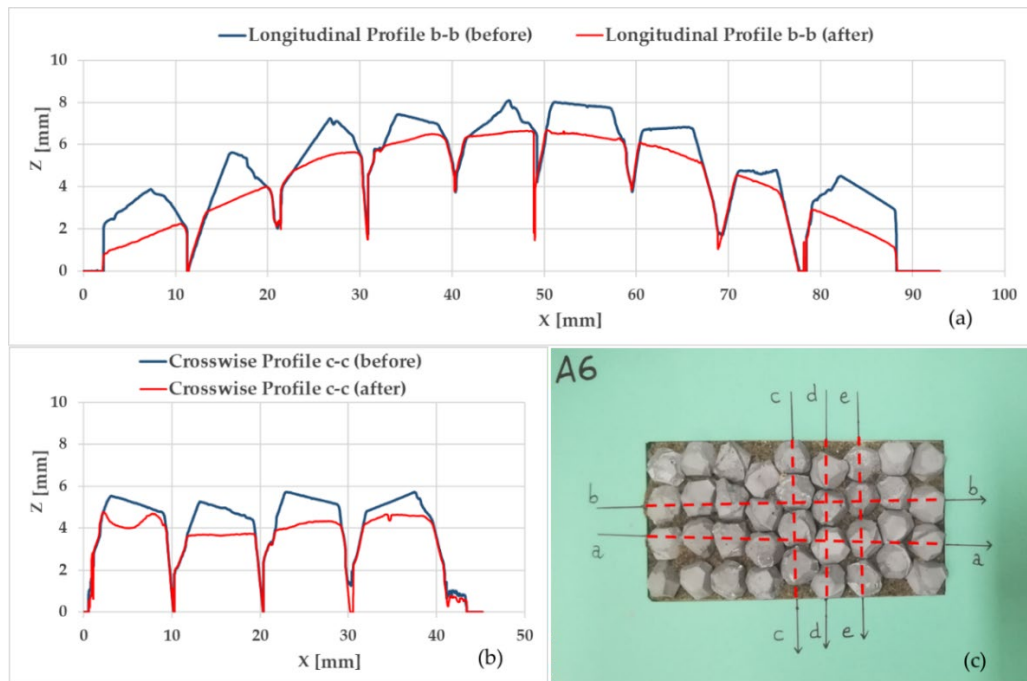 Longitudinal Profile b-b (before) Longitudinal Profile b-b (after)
10
8
6
4
2
0
Z [mm]
0 10 20 30 40 50 60 70 80 90 100
X [mm]
(a)
Crosswise Profile c-c (before)
Crosswise Profile c-c (after)
10
8
6
4
2
0
Z [mm]
0 10 20 30 40 50
X [mm]
(b)
A6
c d e
b b
a a
c d e
(c)